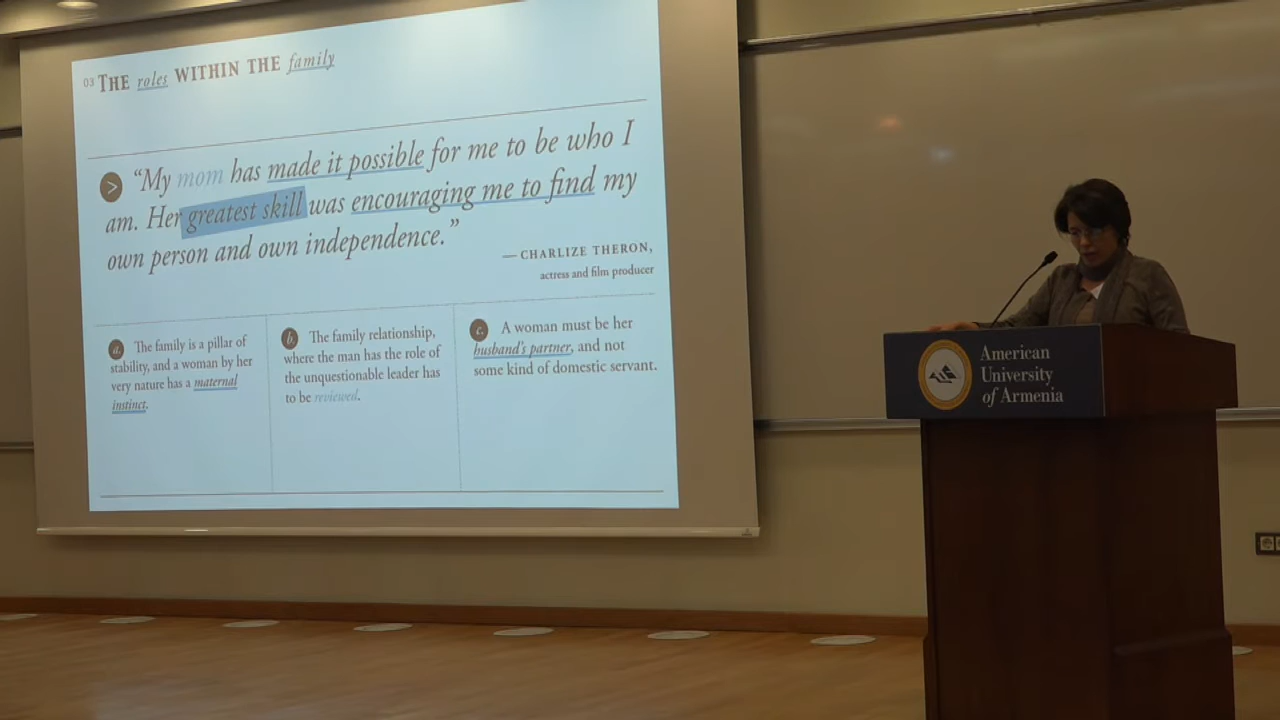 03 THE roles WITHIN THE family
> "My mom has made it possible for me to be who I
am. Her greatest skill was encouraging me to find my
own person and own independence."
— CHARLIZE THERON,
actress and film producer
a. The family is a pillar of
stability, and a woman by her
very nature has a maternal
instinct.
b. The family relationship,
where the man has the role of
the unquestionable leader has
to be reviewed.
c. A woman must be her
husband's partner, and not
some kind of domestic servant.
American
University
of Armenia